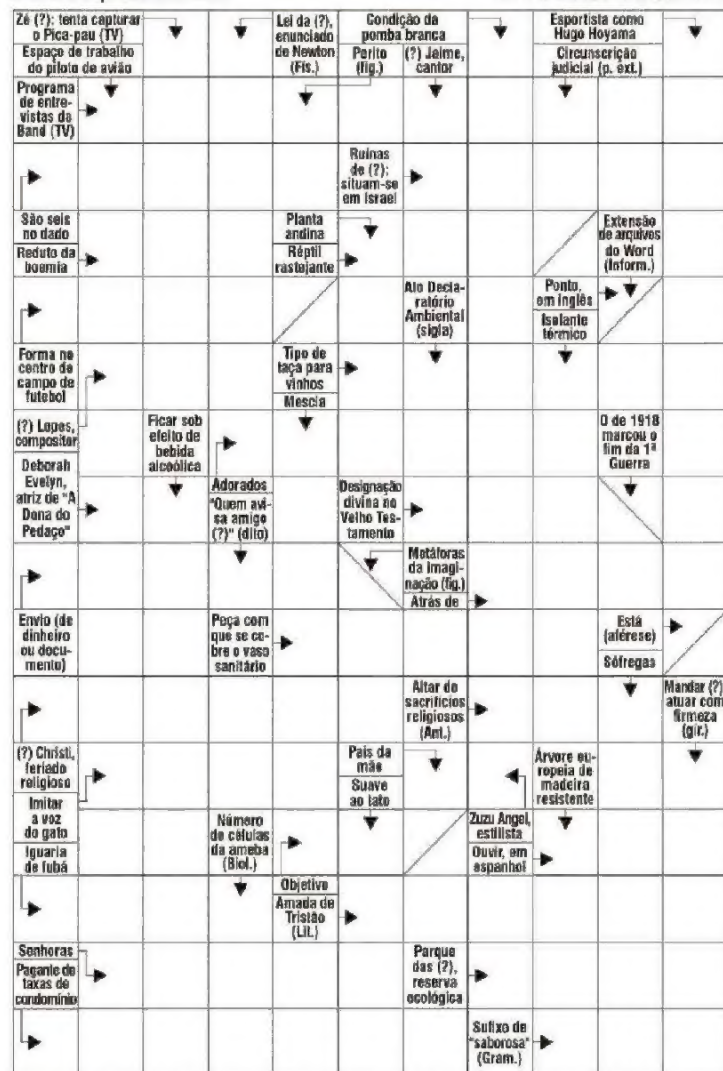 Zé (?): tenta capturar
o Pica-pau (TV)
Espaço de trabalho
do piloto de avião
Lei da (?),
enunciado
de Newton
(Fís.)
Condição da
pomba branca
Perito
(fig.)
(?) Jaime,
cantor
Esportista como
Hugo Hoyama
Circunscrição
judicial (p. ext.)
Programa
de entre-
vistas da
Band (TV)
Ruínas
de (?):
situam-se
em Israel
São seis
no dado
Reduto da
boemia
Planta
andina
Réptil
rastejante
Extensão
de arquivos
do Word
(Inform.)
Ato Decla-
ratório
Ambiental
(sigla)
Ponto,
em inglês
Isolante
térmico
Forma no
centro de
campo de
futebol
Tipo de
taça para
vinhos
Mescla
(?) Lopes,
compositor
Ficar sob
efeito de
bebida
alcoólica
O de 1918
marcou o
fim da 1ª
Guerra
Deborah
Evelyn,
atriz de "A
Dona do
Pedaço"
Adorados
"Quem avi-
sa amigo
(?)" (dito)
Designação
divina no
Velho Tes-
tamento
Metáforas
da imagi-
nação (fig.)
Atrás de
Envio (de
dinheiro
ou docu-
mento)
Peça com
que se co-
bre o vaso
sanitário
Está
(aférese)
Sôfregas
Altar de
sacrifícios
religiosos
(Ant.)
Mandar (?):
atuar com
firmeza
(gír.)
(?) Christi,
feriado
religioso
Imitar
a voz
do gato
País da
mãe
Suave
ao tato
Árvore eu-
ropeia de
madeira
resistente
Iguaria
de fubá
Número
de células
da ameba
(Biol.)
Zuzu Angel,
estilista
Ouvir, em
espanhol
Objetivo
Amada de
Tristão
(Lit.)
Senhoras
Pagante de
taxas de
condomínio
Parque
das (?),
reserva
ecológica
Sufixo de
"saborosa"
(Gram.)